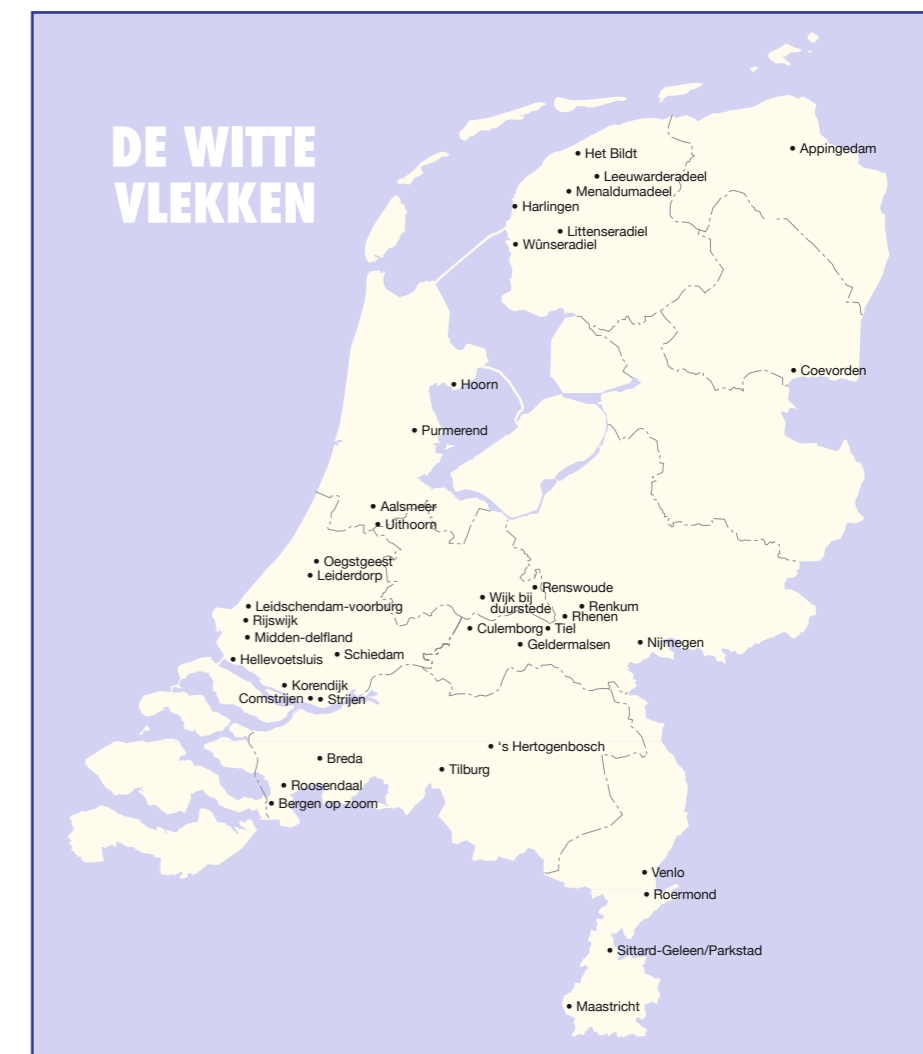 DE WITTE
VLEKKEN
Het Bildt
Appingedam
Leeuwarderadeel
Menaldumadeel
Harlingen
Littenseradiel
Wûnseradiel
Coevorden
Hoorn
Purmerend
Aalsmeer
Uithoorn
Oegstgeest
Leiderdorp
Renswoude
Wijk bij
duurstede
Leidschendam-voorburg
Renkum
Rhenen
Rijswijk
Culemborg
Tiel
Midden-delfland
Geldermalsen
Nijmegen
Schiedam
Hellevoetsluis
Korendijk
Comstrijen
Strijen
‘s Hertogenbosch
Breda
Tilburg
Roosendaal
Bergen op zoom
Venlo
Roermond
Sittard-Geleen/Parkstad
Maastricht